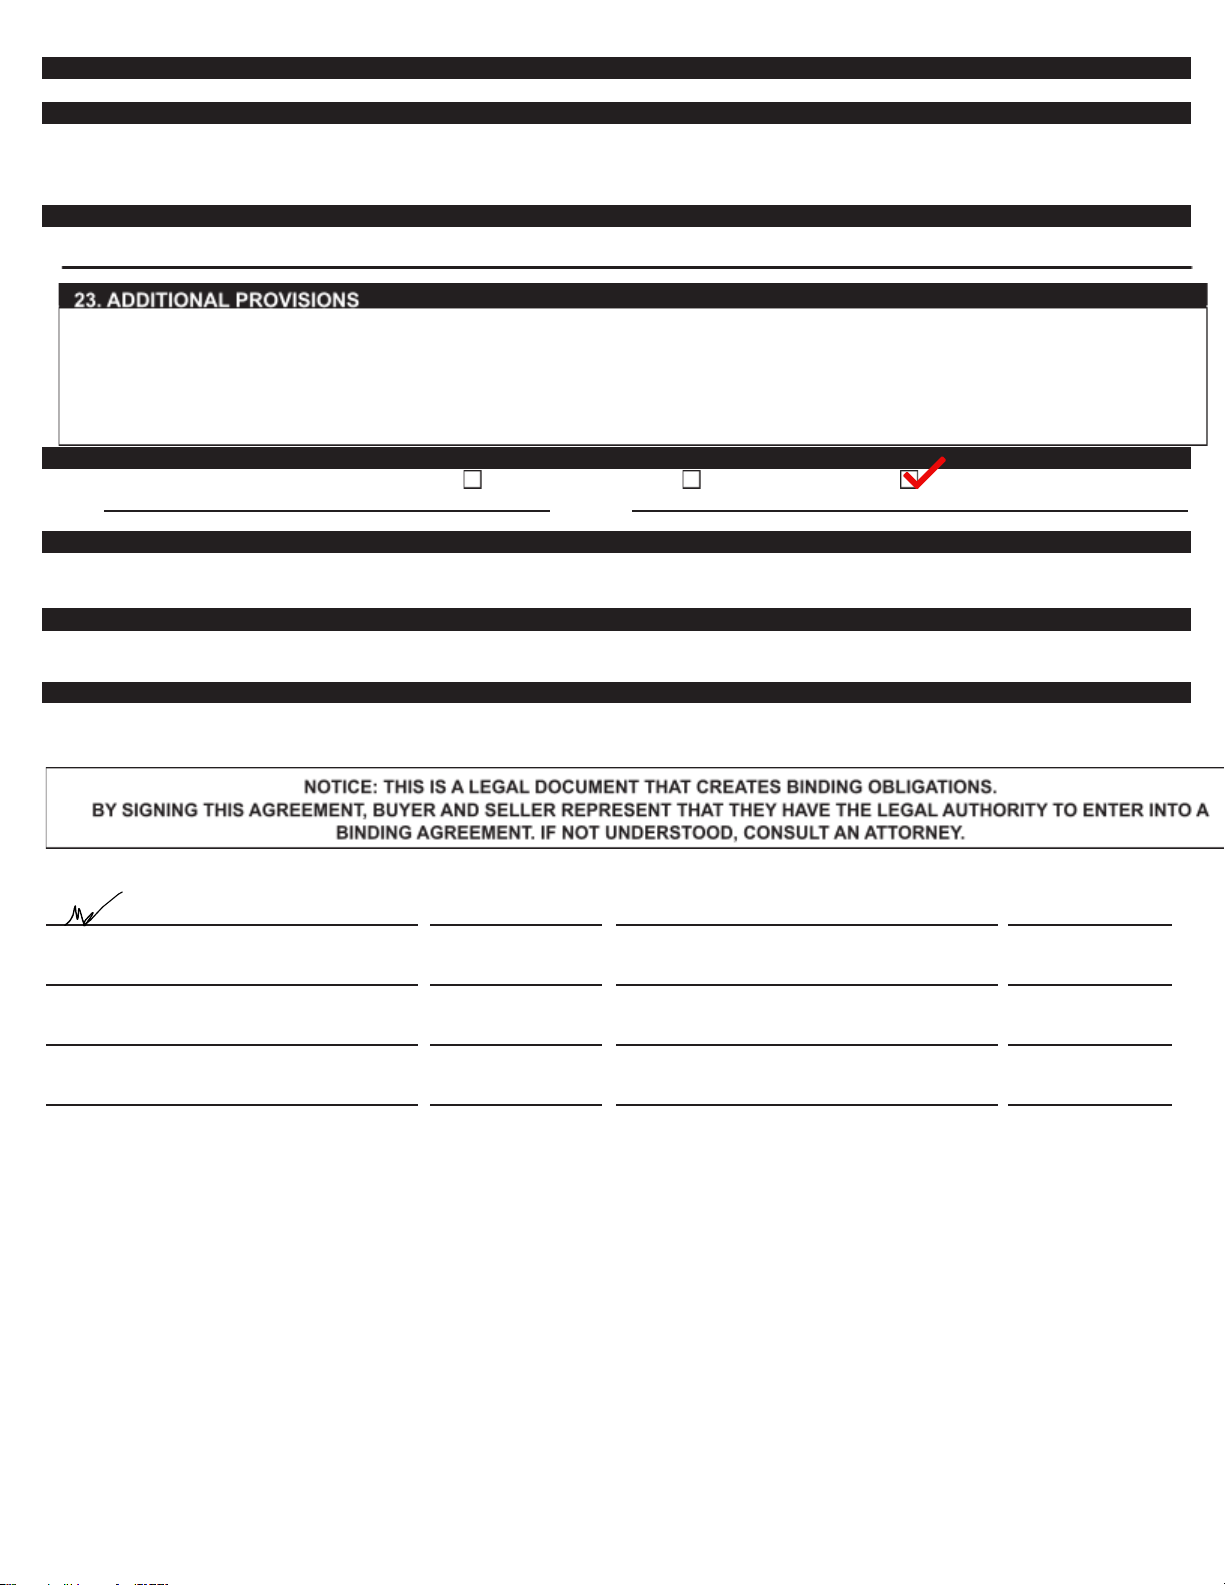 23. ADDITIONAL PROVISIONS
NOTICE: THIS IS A LEGAL DOCUMENT THAT CREATES BINDING OBLIGATIONS.
BY SIGNING THIS AGREEMENT, BUYER AND SELLER REPRESENT THAT THEY HAVE THE LEGAL AUTHORITY TO ENTER INTO A
BINDING AGREEMENT. IF NOT UNDERSTOOD, CONSULT AN ATTORNEY.